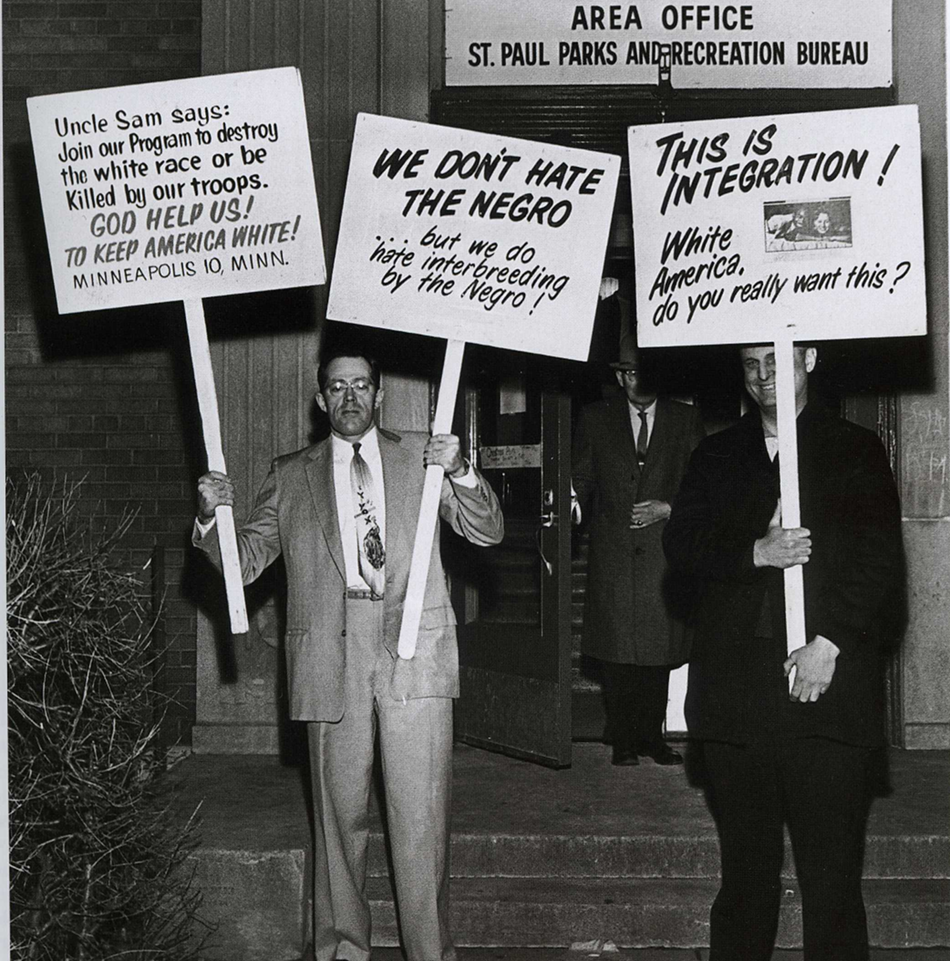 AREA OFFICE
ST. PAUL PARKS AND RECREATION BUREAU
Uncle Sam says:
Join our Program to destroy
the white race or be
Killed by our troops.
GOD HELP US!
TO KEEP AMERICA WHITE!
MINNEAPOLIS 10, MINN.
WE DON'T HATE
THE NEGRO
... but we do
hate interbreeding
by the Negro!
THIS IS
INTEGRATION!
White
America,
do you really want this?